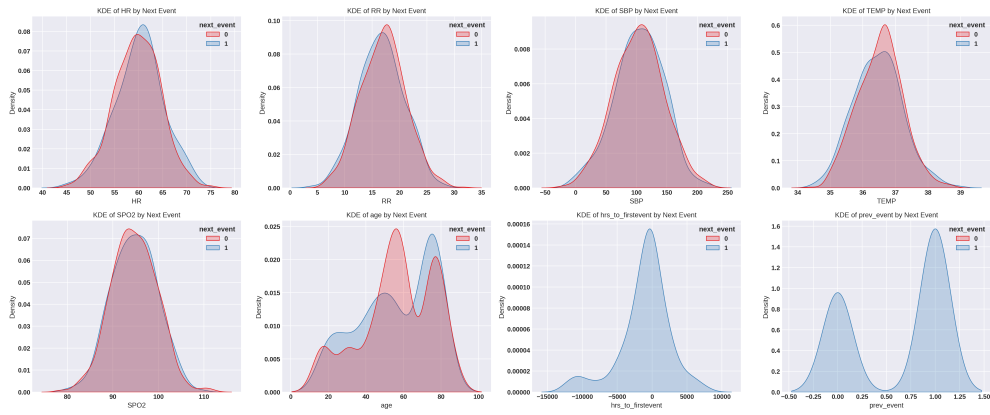 KDE of HR by Next Event
next_event
0
1
Density
0.00 0.01 0.02 0.03 0.04 0.05 0.06 0.07 0.08
40 45 50 55 60 65 70 75 80
HR
KDE of RR by Next Event
next_event
0
1
Density
0.00 0.02 0.04 0.06 0.08 0.10
0 5 10 15 20 25 30 35
RR
KDE of SBP by Next Event
next_event
0
1
Density
0.000 0.002 0.004 0.006 0.008
−50 0 50 100 150 200 250
SBP
KDE of TEMP by Next Event
next_event
0
1
Density
0.0 0.1 0.2 0.3 0.4 0.5 0.6
34 35 36 37 38 39
TEMP
KDE of SPO2 by Next Event
next_event
0
1
Density
0.00 0.01 0.02 0.03 0.04 0.05 0.06 0.07
80 90 100 110
SPO2
KDE of age by Next Event
next_event
0
1
Density
0.000 0.005 0.010 0.015 0.020 0.025
0 20 40 60 80 100
age
KDE of hrs_to_firstevent by Next Event
next_event
0
1
Density
0.00000 0.00002 0.00004 0.00006 0.00008 0.00010 0.00012 0.00014 0.00016
−15000 −10000 −5000 0 5000 10000
hrs_to_firstevent
KDE of prev_event by Next Event
next_event
0
1
Density
0.0 0.2 0.4 0.6 0.8 1.0 1.2 1.4 1.6
−0.50 −0.25 0.00 0.25 0.50 0.75 1.00 1.25 1.50
prev_event